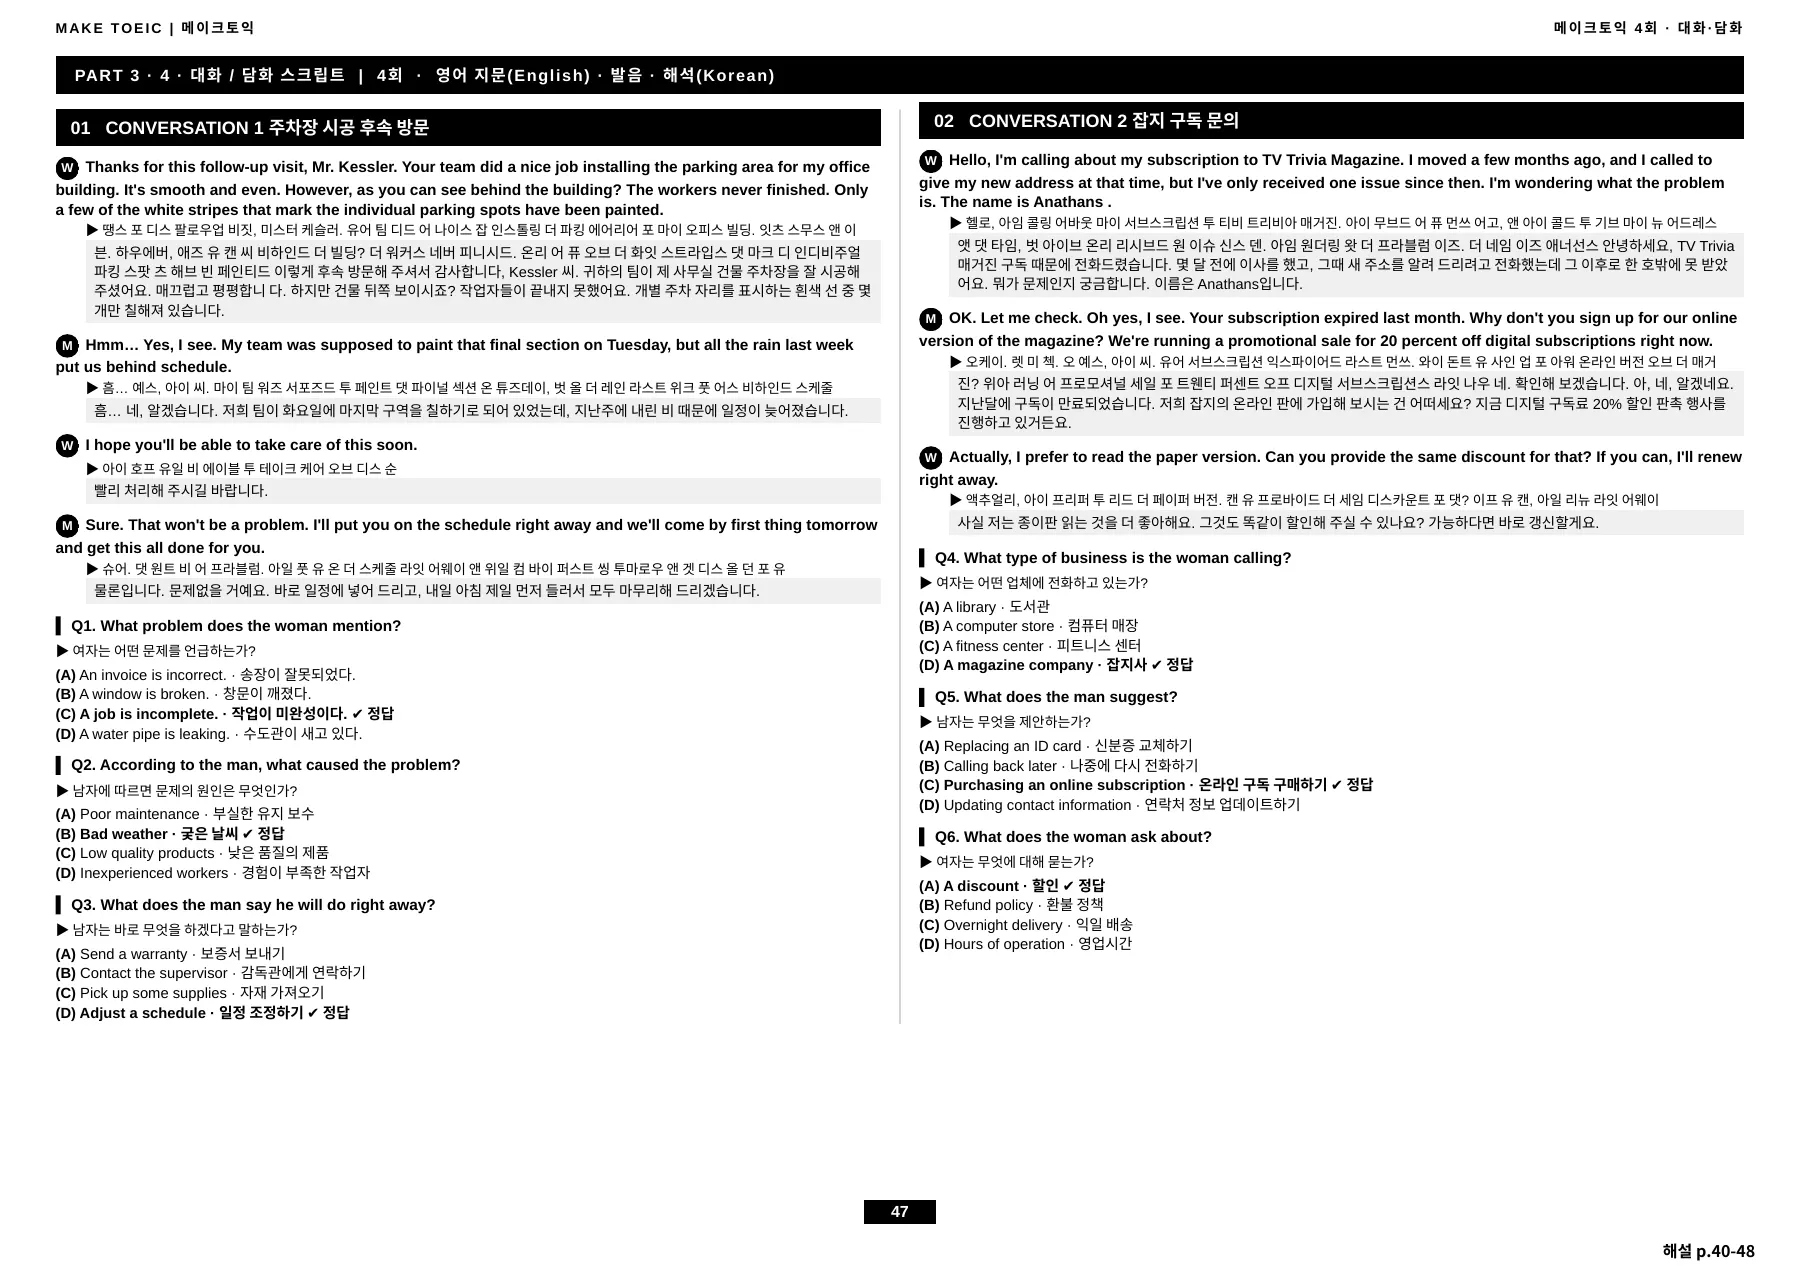 MAKE TOEIC | 메이크토익
메이크토익 4회 · 대화·담화
PART 3 · 4 · 대화 / 담화 스크립트 | 4회 · 영어 지문(English) · 발음 · 해석(Korean)
01 CONVERSATION 1 주차장 시공 후속 방문
W Thanks for this follow-up visit, Mr. Kessler. Your team did a nice job installing the parking area for my office
building. It's smooth and even. However, as you can see behind the building? The workers never finished. Only
a few of the white stripes that mark the individual parking spots have been painted.
▶ 땡스 포 디스 팔로우업 비짓, 미스터 케슬러. 유어 팀 디드 어 나이스 잡 인스톨링 더 파킹 에어리어 포 마이 오피스 빌딩. 잇츠 스무스 앤 이
븐. 하우에버, 애즈 유 캔 씨 비하인드 더 빌딩? 더 워커스 네버 피니시드. 온리 어 퓨 오브 더 화잇 스트라입스 댓 마크 디 인디비주얼
파킹 스팟 츠 해브 빈 페인티드 이렇게 후속 방문해 주셔서 감사합니다, Kessler 씨. 귀하의 팀이 제 사무실 건물 주차장을 잘 시공해
주셨어요. 매끄럽고 평평합니 다. 하지만 건물 뒤쪽 보이시죠? 작업자들이 끝내지 못했어요. 개별 주차 자리를 표시하는 흰색 선 중 몇
개만 칠해져 있습니다.
M Hmm… Yes, I see. My team was supposed to paint that final section on Tuesday, but all the rain last week
put us behind schedule.
▶ 흠… 예스, 아이 씨. 마이 팀 워즈 서포즈드 투 페인트 댓 파이널 섹션 온 튜즈데이, 벗 올 더 레인 라스트 위크 풋 어스 비하인드 스케줄
흠… 네, 알겠습니다. 저희 팀이 화요일에 마지막 구역을 칠하기로 되어 있었는데, 지난주에 내린 비 때문에 일정이 늦어졌습니다.
W I hope you'll be able to take care of this soon.
▶ 아이 호프 유일 비 에이블 투 테이크 케어 오브 디스 순
빨리 처리해 주시길 바랍니다.
M Sure. That won't be a problem. I'll put you on the schedule right away and we'll come by first thing tomorrow
and get this all done for you.
▶ 슈어. 댓 원트 비 어 프라블럼. 아일 풋 유 온 더 스케줄 라잇 어웨이 앤 위일 컴 바이 퍼스트 씽 투마로우 앤 겟 디스 올 던 포 유
물론입니다. 문제없을 거예요. 바로 일정에 넣어 드리고, 내일 아침 제일 먼저 들러서 모두 마무리해 드리겠습니다.
Q1. What problem does the woman mention?
▶ 여자는 어떤 문제를 언급하는가?
(A) An invoice is incorrect. · 송장이 잘못되었다.
(B) A window is broken. · 창문이 깨졌다.
(C) A job is incomplete. · 작업이 미완성이다. ✔ 정답
(D) A water pipe is leaking. · 수도관이 새고 있다.
Q2. According to the man, what caused the problem?
▶ 남자에 따르면 문제의 원인은 무엇인가?
(A) Poor maintenance · 부실한 유지 보수
(B) Bad weather · 궂은 날씨 ✔ 정답
(C) Low quality products · 낮은 품질의 제품
(D) Inexperienced workers · 경험이 부족한 작업자
Q3. What does the man say he will do right away?
▶ 남자는 바로 무엇을 하겠다고 말하는가?
(A) Send a warranty · 보증서 보내기
(B) Contact the supervisor · 감독관에게 연락하기
(C) Pick up some supplies · 자재 가져오기
(D) Adjust a schedule · 일정 조정하기 ✔ 정답
02 CONVERSATION 2 잡지 구독 문의
W Hello, I'm calling about my subscription to TV Trivia Magazine. I moved a few months ago, and I called to
give my new address at that time, but I've only received one issue since then. I'm wondering what the problem
is. The name is Anathans .
▶ 헬로, 아임 콜링 어바웃 마이 서브스크립션 투 티비 트리비아 매거진. 아이 무브드 어 퓨 먼쓰 어고, 앤 아이 콜드 투 기브 마이 뉴 어드레스
앳 댓 타임, 벗 아이브 온리 리시브드 원 이슈 신스 덴. 아임 원더링 왓 더 프라블럼 이즈. 더 네임 이즈 애너선스 안녕하세요, TV Trivia
매거진 구독 때문에 전화드렸습니다. 몇 달 전에 이사를 했고, 그때 새 주소를 알려 드리려고 전화했는데 그 이후로 한 호밖에 못 받았
어요. 뭐가 문제인지 궁금합니다. 이름은 Anathans입니다.
M OK. Let me check. Oh yes, I see. Your subscription expired last month. Why don't you sign up for our online
version of the magazine? We're running a promotional sale for 20 percent off digital subscriptions right now.
▶ 오케이. 렛 미 첵. 오 예스, 아이 씨. 유어 서브스크립션 익스파이어드 라스트 먼쓰. 와이 돈트 유 사인 업 포 아워 온라인 버전 오브 더 매거
진? 위아 러닝 어 프로모셔널 세일 포 트웬티 퍼센트 오프 디지털 서브스크립션스 라잇 나우 네. 확인해 보겠습니다. 아, 네, 알겠네요.
지난달에 구독이 만료되었습니다. 저희 잡지의 온라인 판에 가입해 보시는 건 어떠세요? 지금 디지털 구독료 20% 할인 판촉 행사를
진행하고 있거든요.
W Actually, I prefer to read the paper version. Can you provide the same discount for that? If you can, I'll renew
right away.
▶ 액추얼리, 아이 프리퍼 투 리드 더 페이퍼 버전. 캔 유 프로바이드 더 세임 디스카운트 포 댓? 이프 유 캔, 아일 리뉴 라잇 어웨이
사실 저는 종이판 읽는 것을 더 좋아해요. 그것도 똑같이 할인해 주실 수 있나요? 가능하다면 바로 갱신할게요.
Q4. What type of business is the woman calling?
▶ 여자는 어떤 업체에 전화하고 있는가?
(A) A library · 도서관
(B) A computer store · 컴퓨터 매장
(C) A fitness center · 피트니스 센터
(D) A magazine company · 잡지사 ✔ 정답
Q5. What does the man suggest?
▶ 남자는 무엇을 제안하는가?
(A) Replacing an ID card · 신분증 교체하기
(B) Calling back later · 나중에 다시 전화하기
(C) Purchasing an online subscription · 온라인 구독 구매하기 ✔ 정답
(D) Updating contact information · 연락처 정보 업데이트하기
Q6. What does the woman ask about?
▶ 여자는 무엇에 대해 묻는가?
(A) A discount · 할인 ✔ 정답
(B) Refund policy · 환불 정책
(C) Overnight delivery · 익일 배송
(D) Hours of operation · 영업시간
47
해설 p.40-48